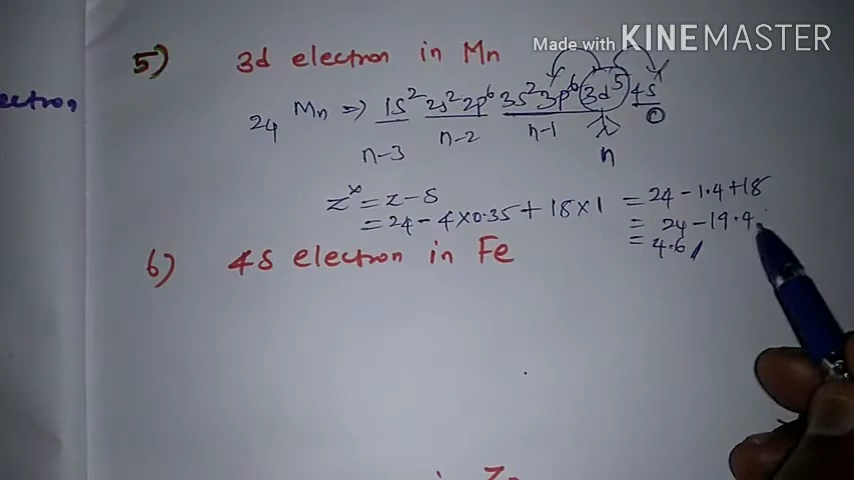 Made with KINEMASTER
5) 3d electron in Mn
ectron
24 Mn => 1s² 2s² 2p⁶ 3s² 3p⁶ 3d⁵ 4s
0
n-3 n-2 n-1 n
z* = z - s
= 24 - 4×0.35 + 18×1 = 24 - 1.4 + 18
= 24 - 19.4
= 4.6
6) 4s electron in Fe